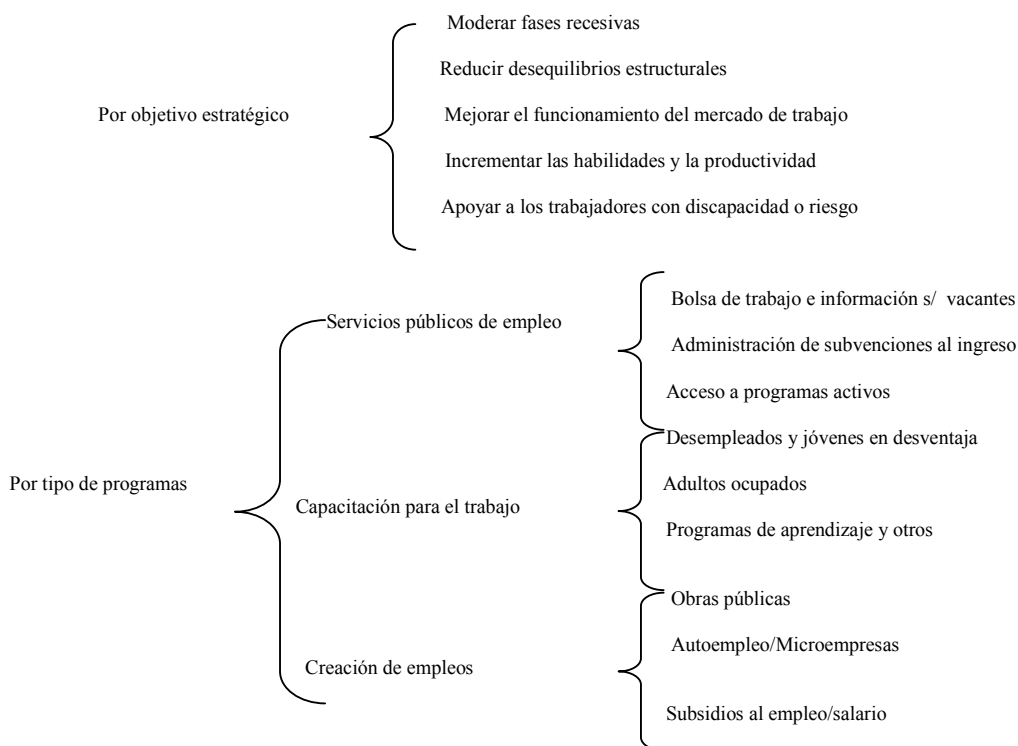 Moderar fases recesivas
Reducir desequilibrios estructurales
Por objetivo estratégico
Mejorar el funcionamiento del mercado de trabajo
Incrementar las habilidades y la productividad
Apoyar a los trabajadores con discapacidad o riesgo
Por tipo de programas
Servicios públicos de empleo
Bolsa de trabajo e información s/ vacantes
Administración de subvenciones al ingreso
Acceso a programas activos
Capacitación para el trabajo
Desempleados y jóvenes en desventaja
Adultos ocupados
Programas de aprendizaje y otros
Creación de empleos
Obras públicas
Autoempleo/Microempresas
Subsidios al empleo/salario